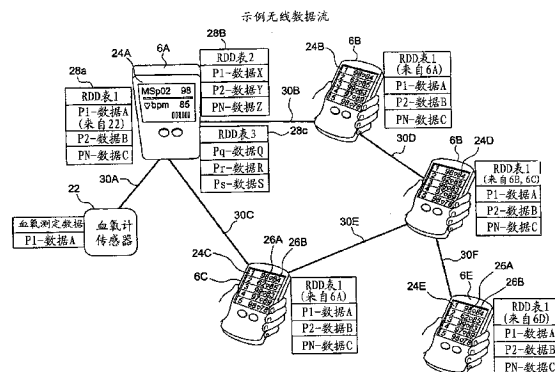 示例无线数据流
6A
24A
28B
24B
6B
MSpO2 98
▽bpm 85
RDD表2
P1-数据X
P2-数据Y
PN-数据Z
28a
RDD表1
P1-数据A
(来自22)
P2-数据B
PN-数据C
RDD表3
Pq-数据Q
Pr-数据R
Ps-数据S
28c
30B
RDD表1
(来自6A)
P1-数据A
P2-数据B
PN-数据C
30D
6B
24D
RDD表1
(来自6B, 6C)
P1-数据A
P2-数据B
PN-数据C
22
30A
血氧测定数据
P1-数据A
血氧计
传感器
30C
30E
30F
24C
26A
26B
6C
RDD表1
(来自6A)
P1-数据A
P2-数据B
PN-数据C
6E
26A
26B
24E
RDD表1
(来自6D)
P1-数据A
P2-数据B
PN-数据C